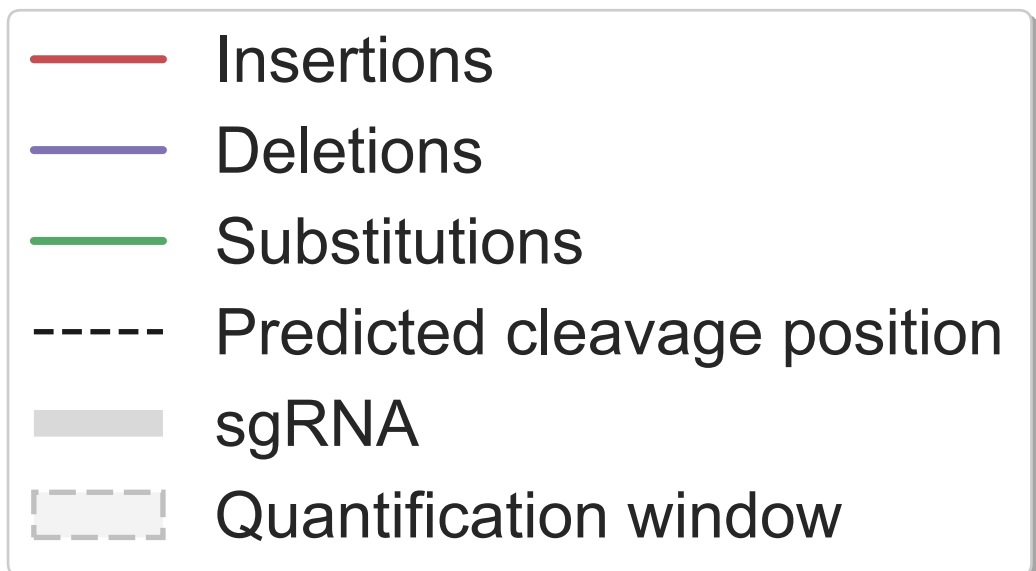 Insertions
Deletions
Substitutions
Predicted cleavage position
sgRNA
Quantification window